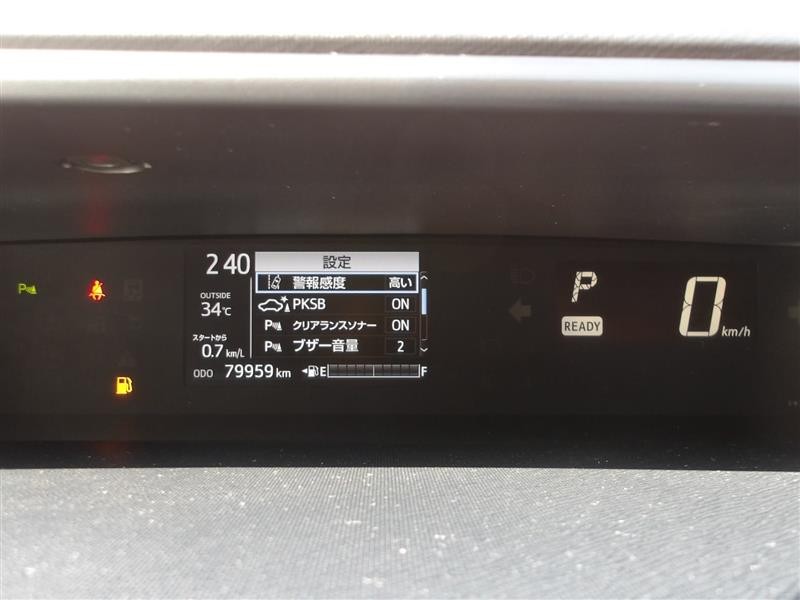 2 40
設定
警報感度 高い
OUTSIDE
34℃
PKSB ON
P クリアランスソナー ON
スタートから
0.7 km/L
P ブザー音量 2
ODO 79959 km
E F
P
P
READY
0 km/h